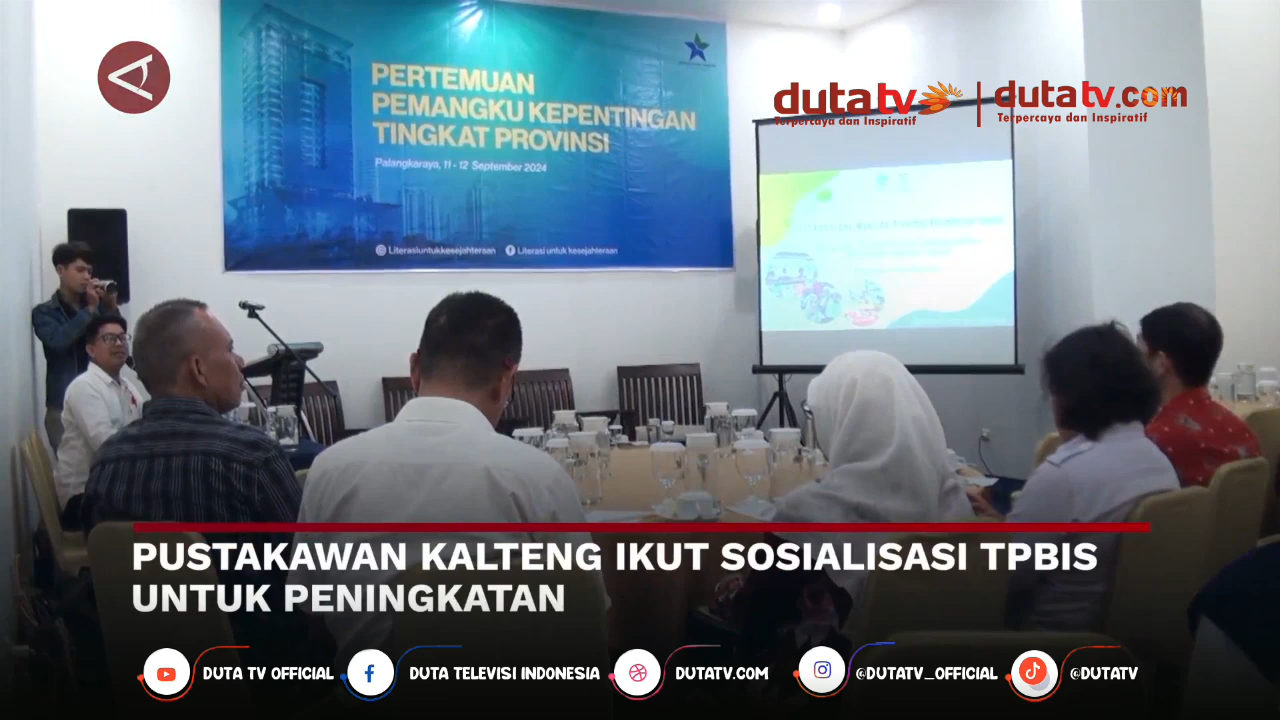 PERTEMUAN
PEMANGKU KEPENTINGAN
TINGKAT PROVINSI
Palangkaraya, 11 - 12 September 2024
Literasiuntukkesejahteraan
Literasi untuk kesejahteraan
dutatv
Terpercaya dan Inspiratif
dutatv.com
Terpercaya dan Inspiratif
PUSTAKAWAN KALTENG IKUT SOSIALISASI TPBIS
UNTUK PENINGKATAN
DUTA TV OFFICIAL
DUTA TELEVISI INDONESIA
DUTATV.COM
@DUTATV_OFFICIAL
@DUTATV